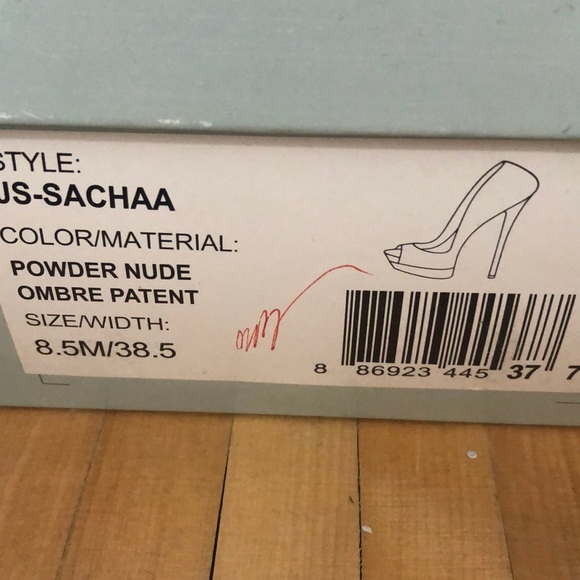 STYLE:
JS-SACHAA
COLOR/MATERIAL:
POWDER NUDE
OMBRE PATENT
SIZE/WIDTH:
8.5M/38.5
8 86923 445 37 7